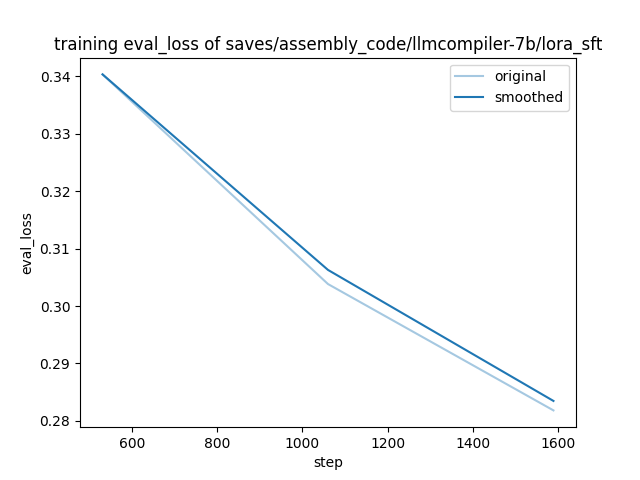 training eval_loss of saves/assembly_code/llmcompiler-7b/lora_sft
original
smoothed
0.34
0.33
0.32
0.31
0.30
0.29
0.28
eval_loss
600
800
1000
1200
1400
1600
step